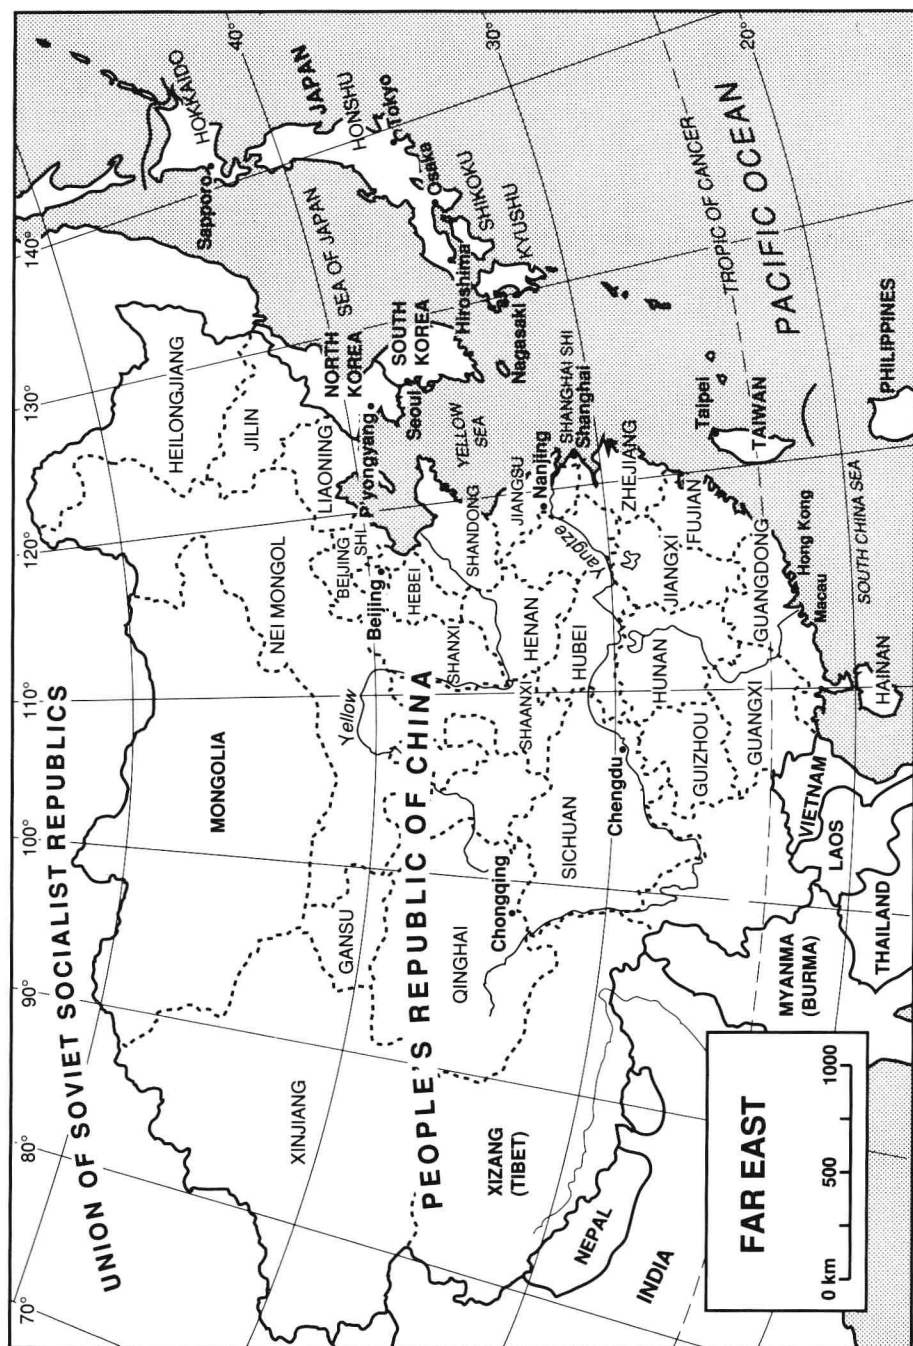 UNION OF SOVIET SOCIALIST REPUBLICS
70°
80°
90°
100°
110°
120°
130°
140°
40°
30°
20°
XINJIANG
GANSU
MONGOLIA
NEI MONGOL
HEILONGJIANG
JILIN
LIAONING
BEIJING
SHI
Beijing
HEBEI
Yellow
PEOPLE'S REPUBLIC OF CHINA
QINGHAI
XIZANG
(TIBET)
Chongqing
SICHUAN
Chengdu
SHANXI
SHAANXI
SHANDONG
HENAN
HUBEI
JIANGSU
Nanjing
Yangtze
SHANGHAI SHI
Shanghai
ZHEJIANG
JIANGXI
FUJIAN
HUNAN
GUIZHOU
GUANGXI
GUANGDONG
Hong Kong
Macau
HAINAN
NORTH
KOREA
P'yongyang
SOUTH
KOREA
Seoul
YELLOW
SEA
SEA OF JAPAN
JAPAN
HOKKAIDO
Sapporo
HONSHU
Tokyo
Osaka
SHIKOKU
Hiroshima
KYUSHU
Nagasaki
TROPIC OF CANCER
PACIFIC OCEAN
Taipei
TAIWAN
PHILIPPINES
SOUTH CHINA SEA
VIETNAM
LAOS
THAILAND
MYANMA
(BURMA)
NEPAL
INDIA
FAR EAST
0 km
500
1000